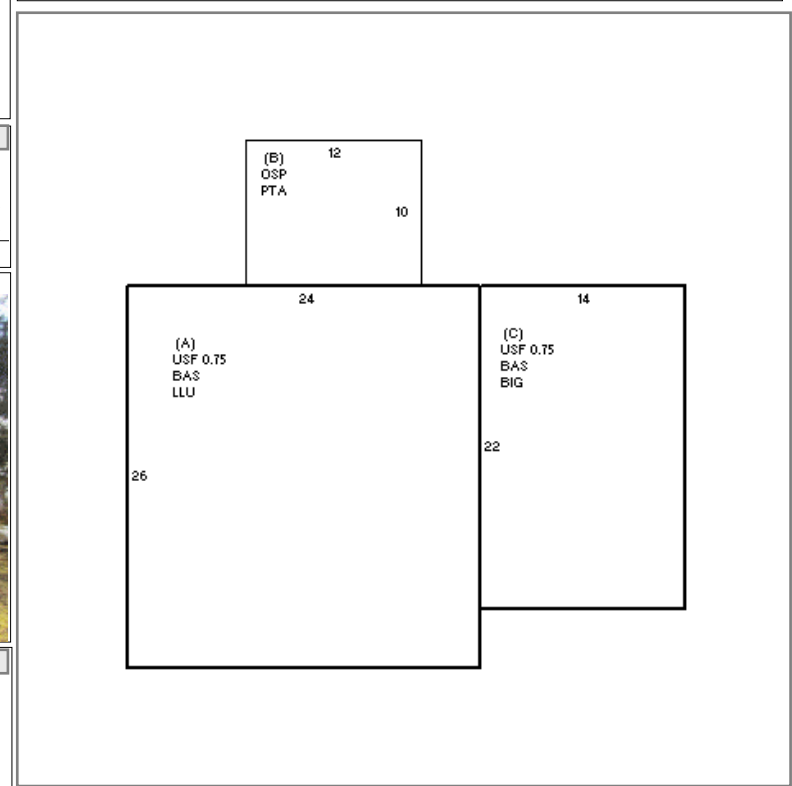 (B)
OSP
PTA
12
10
24
(A)
USF 0.75
BAS
LLU
26
14
(C)
USF 0.75
BAS
BIG
22